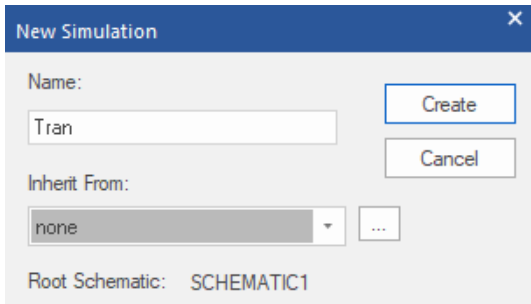 New Simulation
Name:
Tran
Create
Cancel
Inherit From:
none
...
Root Schematic: SCHEMATIC1